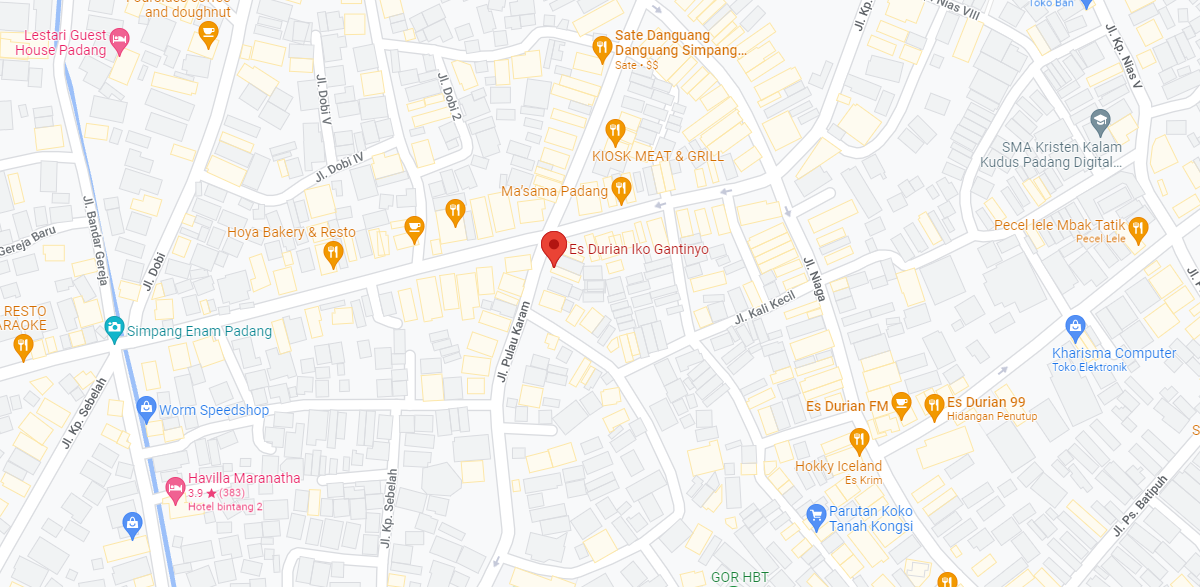 and doughnut
Lestari Guest
House Padang
Sate Danguang
Danguang Simpang...
Sate • $$
Nias VIII
Toko Ban
Jl. Kp.
Jl. Kp. Nias V
Jl. Dobi V
Jl. Dobi 2
KIOSK MEAT & GRILL
SMA Kristen Kalam
Kudus Padang Digital...
Jl. Dobi IV
Ma'sama Padang
Jl. Bandar Gereja
Gereja Baru
Hoya Bakery & Resto
Jl. Dobi
Es Durian Iko Gantinyo
Pecel lele Mbak Tatik
Pecel Lele
Jl. Niaga
Jl. Kali Kecil
RESTO
Simpang Enam Padang
Jl. Pulau Karam
Kharisma Computer
Toko Elektronik
Jl. Kp. Sebelah
Worm Speedshop
Es Durian FM
Es Durian 99
Hidangan Penutup
Hokky Iceland
Es Krim
Havilla Maranatha
3.9 ★ (383)
Hotel bintang 2
Jl. Kp. Sebelah
Parutan Koko
Tanah Kongsi
Jl. Ps. Batipuh
GOR HBT